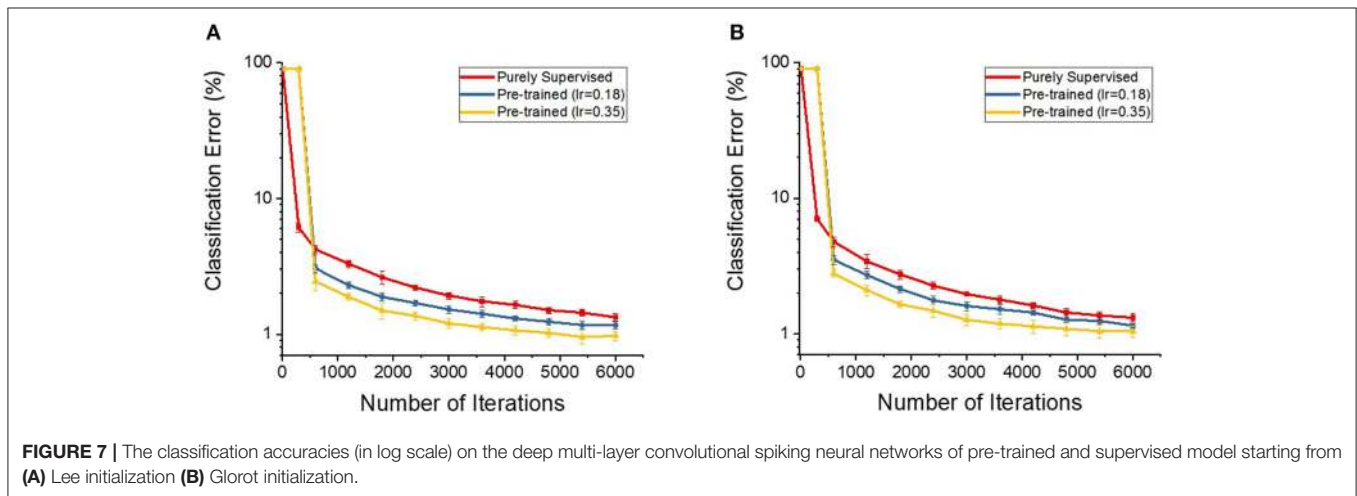 A
Classification Error (%)
100
10
1
Purely Supervised
Pre-trained (lr=0.18)
Pre-trained (lr=0.35)
0 1000 2000 3000 4000 5000 6000
Number of Iterations
B
Classification Error (%)
100
10
1
Purely Supervised
Pre-trained (lr=0.18)
Pre-trained (lr=0.35)
0 1000 2000 3000 4000 5000 6000
Number of Iterations
FIGURE 7 | The classification accuracies (in log scale) on the deep multi-layer convolutional spiking neural networks of pre-trained and supervised model starting from
(A) Lee initialization (B) Glorot initialization.